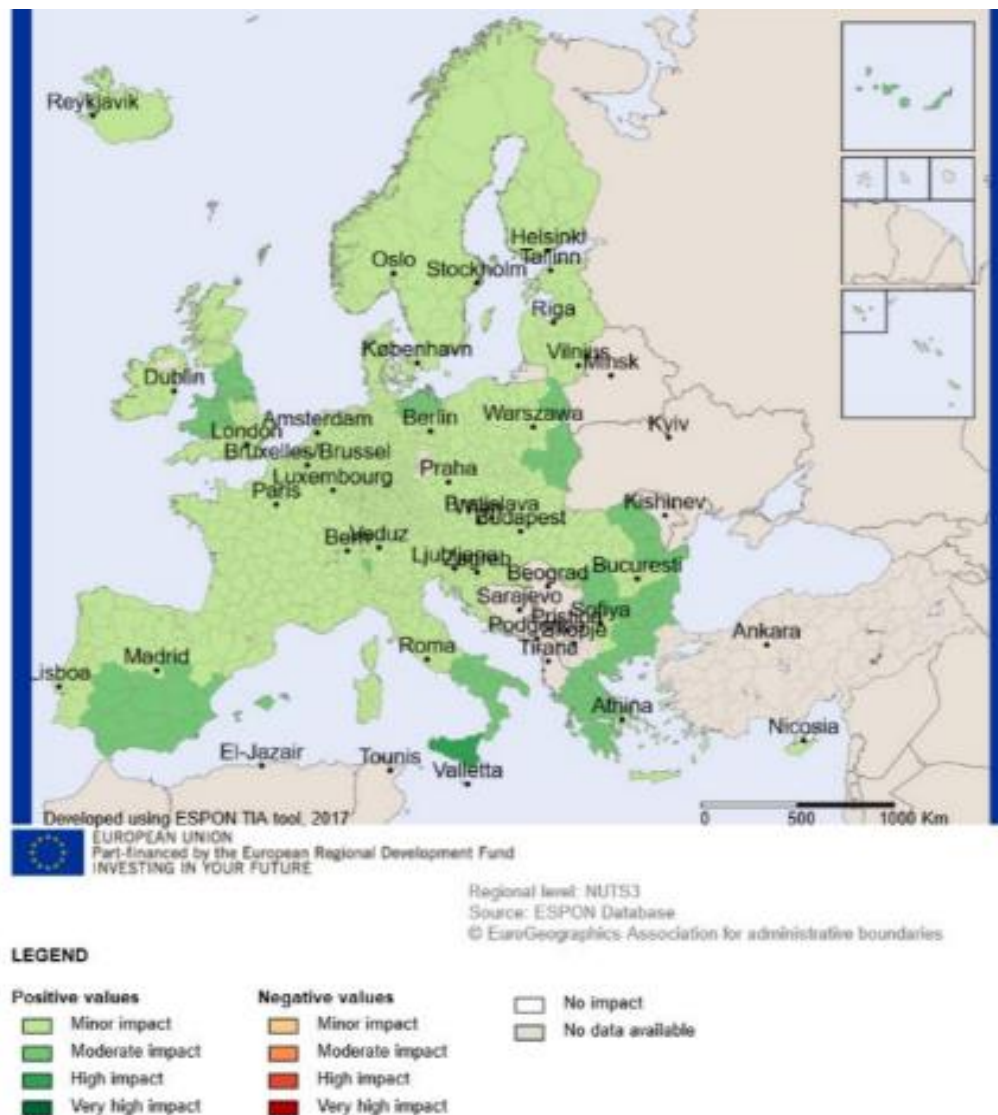 Reykjavik
Helsinki
Tallinn
Oslo
Stockholm
Riga
København
Vilnius
Minsk
Dublin
Amsterdam
Berlin
Warszawa
London
Kyiv
Bruxelles/Brussel
Luxembourg
Praha
Paris
Bratislava
Wien
Budapest
Kishinev
Bern
Vaduz
Ljubljana
Zagreb
Beograd
Bucuresti
Sarajevo
Sofiya
Roma
Tirana
Ankara
Madrid
Lisboa
Athina
Nicosia
El-Jazair
Tounis
Valletta
Developed using ESPON TIA tool, 2017
0 500 1000 Km
EUROPEAN UNION
Part-financed by the European Regional Development Fund
INVESTING IN YOUR FUTURE
Regional level: NUTS3
Source: ESPON Database
© EuroGeographics Association for administrative boundaries
LEGEND
Positive values Negative values
Minor impact Minor impact No impact
Moderate impact Moderate impact No data available
High impact High impact
Very high impact Very high impact